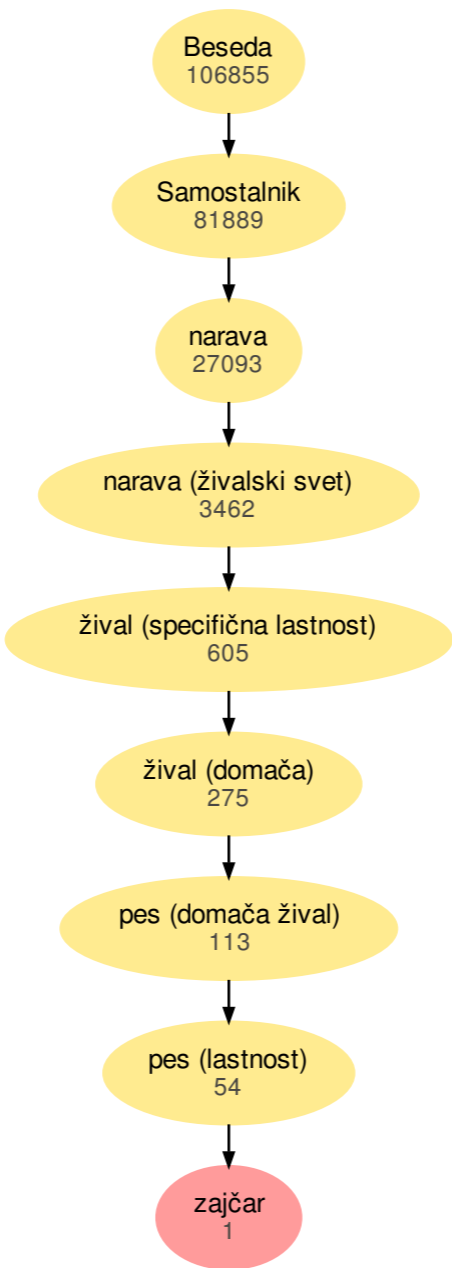 Beseda
106855
Samostalnik
81889
narava
27093
narava (živalski svet)
3462
žival (specifična lastnost)
605
žival (domača)
275
pes (domača žival)
113
pes (lastnost)
54
zajčar
1